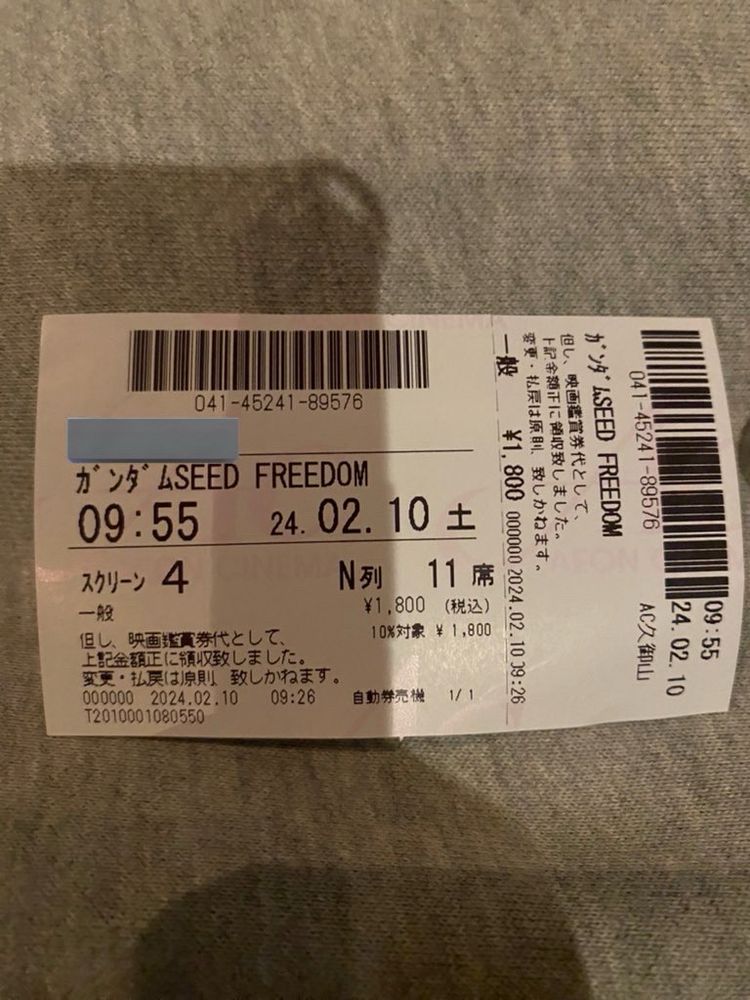 041-45241-89576
ガンダムSEED FREEDOM
09:55 24.02.10 土
スクリーン 4 N列 11 席
一般 ¥1,800 (税込)
10%対象 ¥ 1,800
但し、映画鑑賞券代として、
上記金額正に領収致しました。
変更・払戻は原則、致しかねます。
000000 2024.02.10 09:26 自動券売機 1/1
T2010001080550
ガンダムSEED FREEDOM
但し、映画鑑賞券代として、
上記金額正に領収致しました。
変更・払戻は原則、致しかねます。
一般 ¥1,800 000000 2024.02.10 09:26
041-45241-89576
09:55
24.02.10
AC久御山